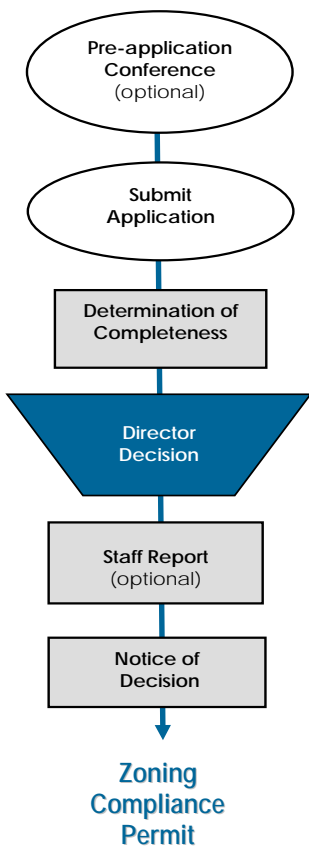 Pre-application
Conference
(optional)
Submit
Application
Determination of
Completeness
Director
Decision
Staff Report
(optional)
Notice of
Decision
Zoning
Compliance
Permit